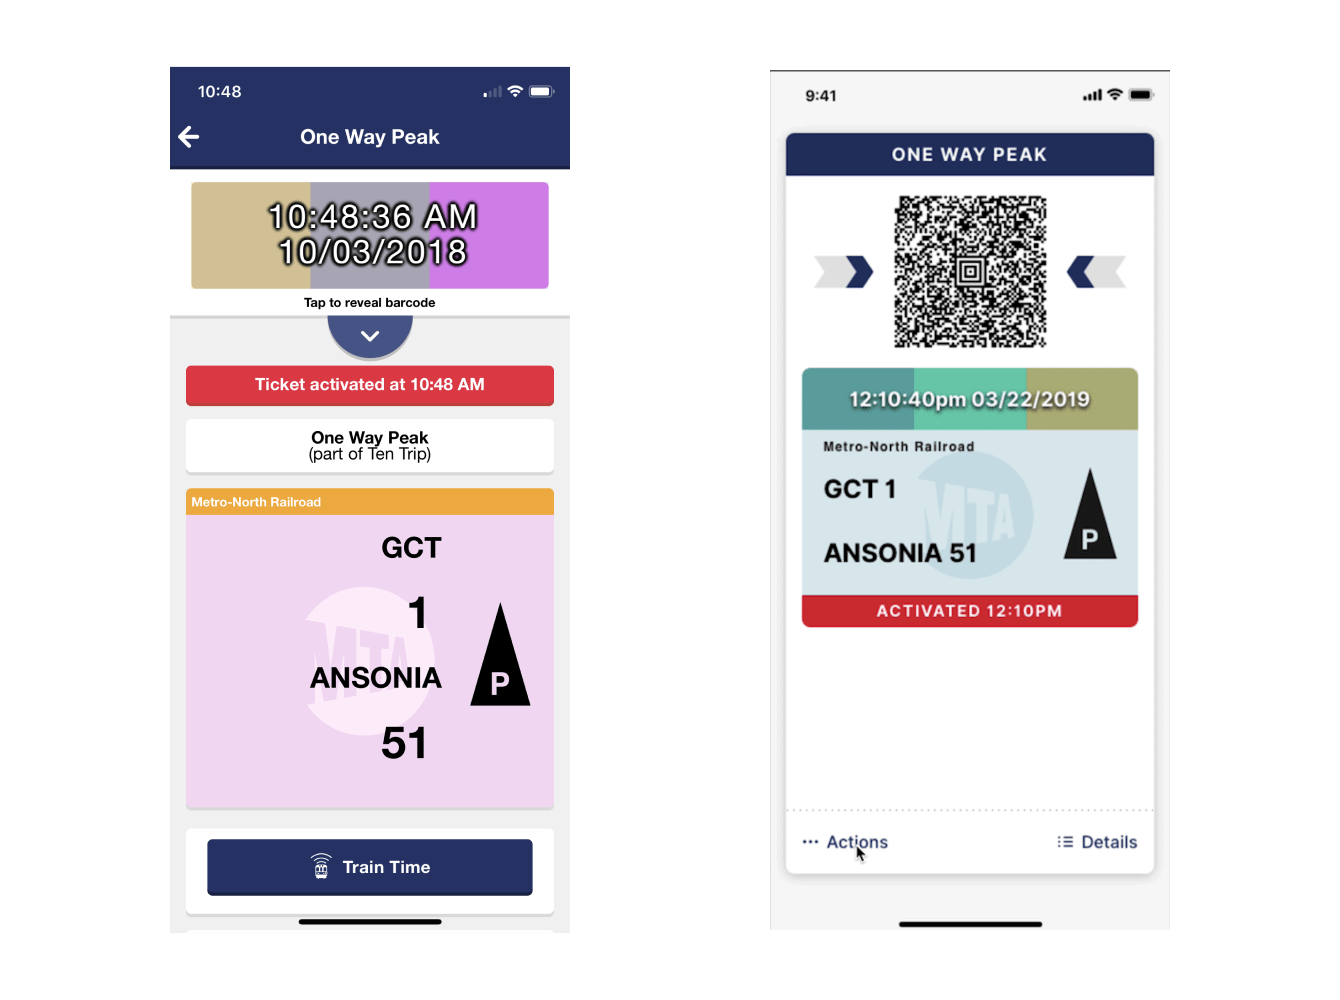 10:48
One Way Peak
10:48:36 AM
10/03/2018
Tap to reveal barcode
Ticket activated at 10:48 AM
One Way Peak
(part of Ten Trip)
Metro-North Railroad
GCT
1
MTA
ANSONIA
51
P
Train Time
9:41
ONE WAY PEAK
12:10:40pm 03/22/2019
Metro-North Railroad
GCT 1
MTA
ANSONIA 51
P
ACTIVATED 12:10PM
Actions
Details